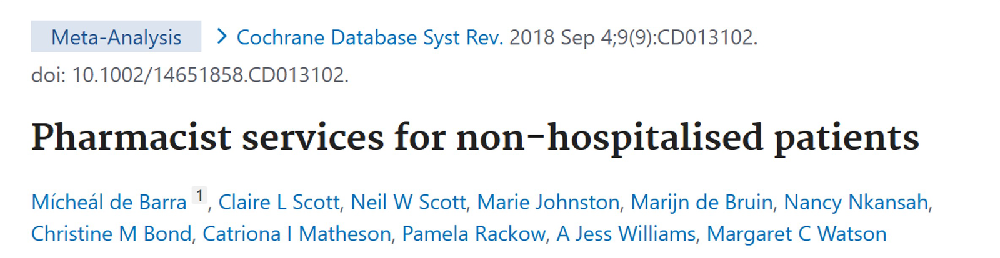 Meta-Analysis > Cochrane Database Syst Rev. 2018 Sep 4;9(9):CD013102.
doi: 10.1002/14651858.CD013102.
Pharmacist services for non-hospitalised patients
Mícheál de Barra 1, Claire L Scott, Neil W Scott, Marie Johnston, Marijn de Bruin, Nancy Nkansah,
Christine M Bond, Catriona I Matheson, Pamela Rackow, A Jess Williams, Margaret C Watson